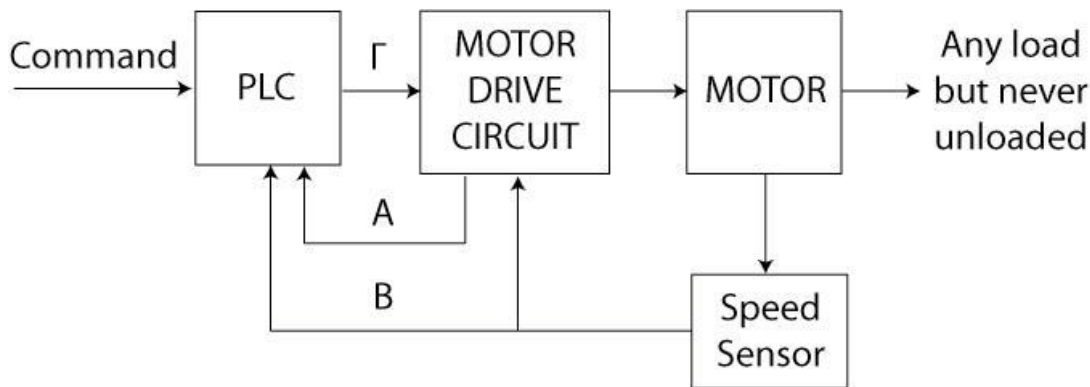 Command
PLC
Γ
MOTOR
DRIVE
CIRCUIT
MOTOR
Any load
but never
unloaded
A
B
Speed
Sensor